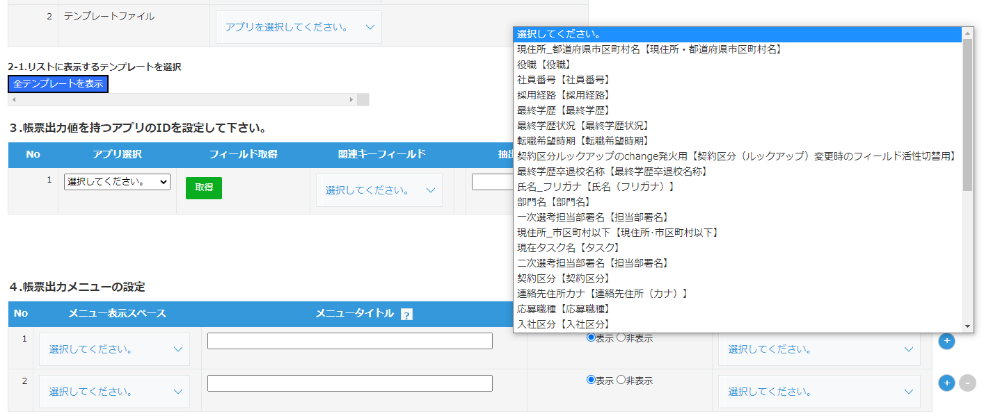 2 テンプレートファイル アプリを選択してください。
2-1.リストに表示するテンプレートを選択
全テンプレートを表示
3.帳票出力値を持つアプリのIDを設定して下さい。
No アプリ選択 フィールド取得 関連キーフィールド 抽出
1 選択してください。 取得 選択してください。
選択してください。
現住所_都道府県市区町村名【現住所・都道府県市区町村名】
役職【役職】
社員番号【社員番号】
採用経路【採用経路】
最終学歴【最終学歴】
最終学歴状況【最終学歴状況】
転職希望時期【転職希望時期】
契約区分ルックアップのchange発火用【契約区分（ルックアップ）変更時のフィールド活性切替用】
最終学歴卒退校名称【最終学歴卒退校名称】
氏名_フリガナ【氏名（フリガナ）】
部門名【部門名】
一次選考担当部署名【担当部署名】
現住所_市区町村以下【現住所･市区町村以下】
現在タスク名【タスク】
二次選考担当部署名【担当部署名】
契約区分【契約区分】
連絡先住所カナ【連絡先住所（カナ）】
応募職種【応募職種】
入社区分【入社区分】
4.帳票出力メニューの設定
No メニュー表示スペース メニュータイトル ?
1 選択してください。 表示 非表示 選択してください。 +
2 選択してください。 表示 非表示 選択してください。 + -